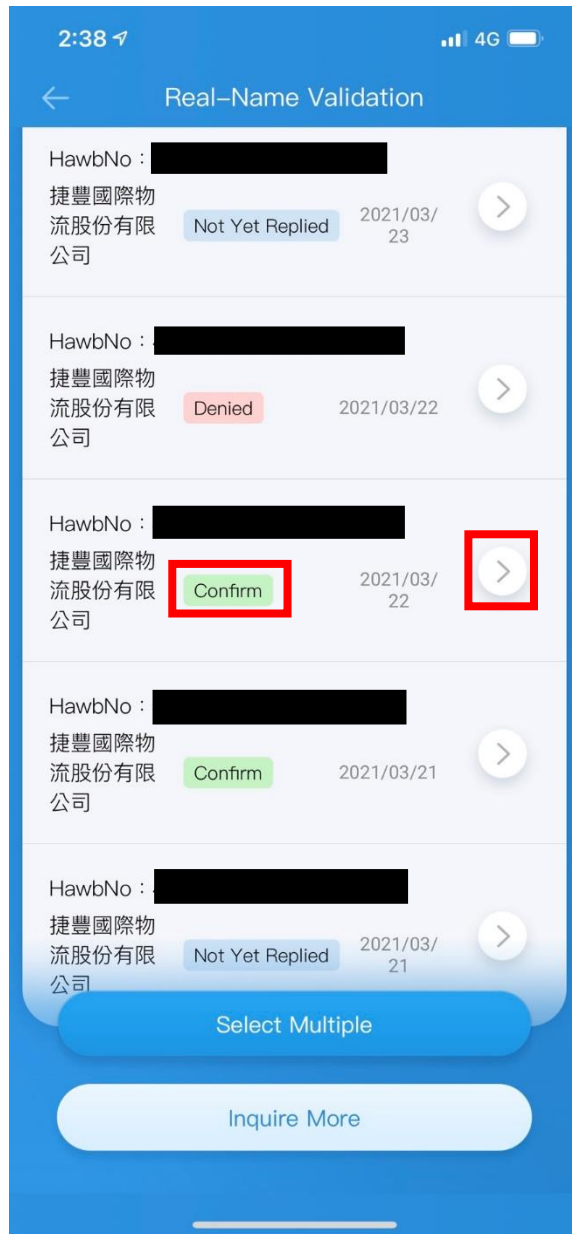 2:38
4G
Real-Name Validation
HawbNo：
捷豐國際物
流股份有限
公司
Not Yet Replied
2021/03/
23
HawbNo：
捷豐國際物
流股份有限
公司
Denied
2021/03/22
HawbNo：
捷豐國際物
流股份有限
公司
Confirm
2021/03/
22
HawbNo：
捷豐國際物
流股份有限
公司
Confirm
2021/03/21
HawbNo：
捷豐國際物
流股份有限
公司
Not Yet Replied
2021/03/
21
Select Multiple
Inquire More